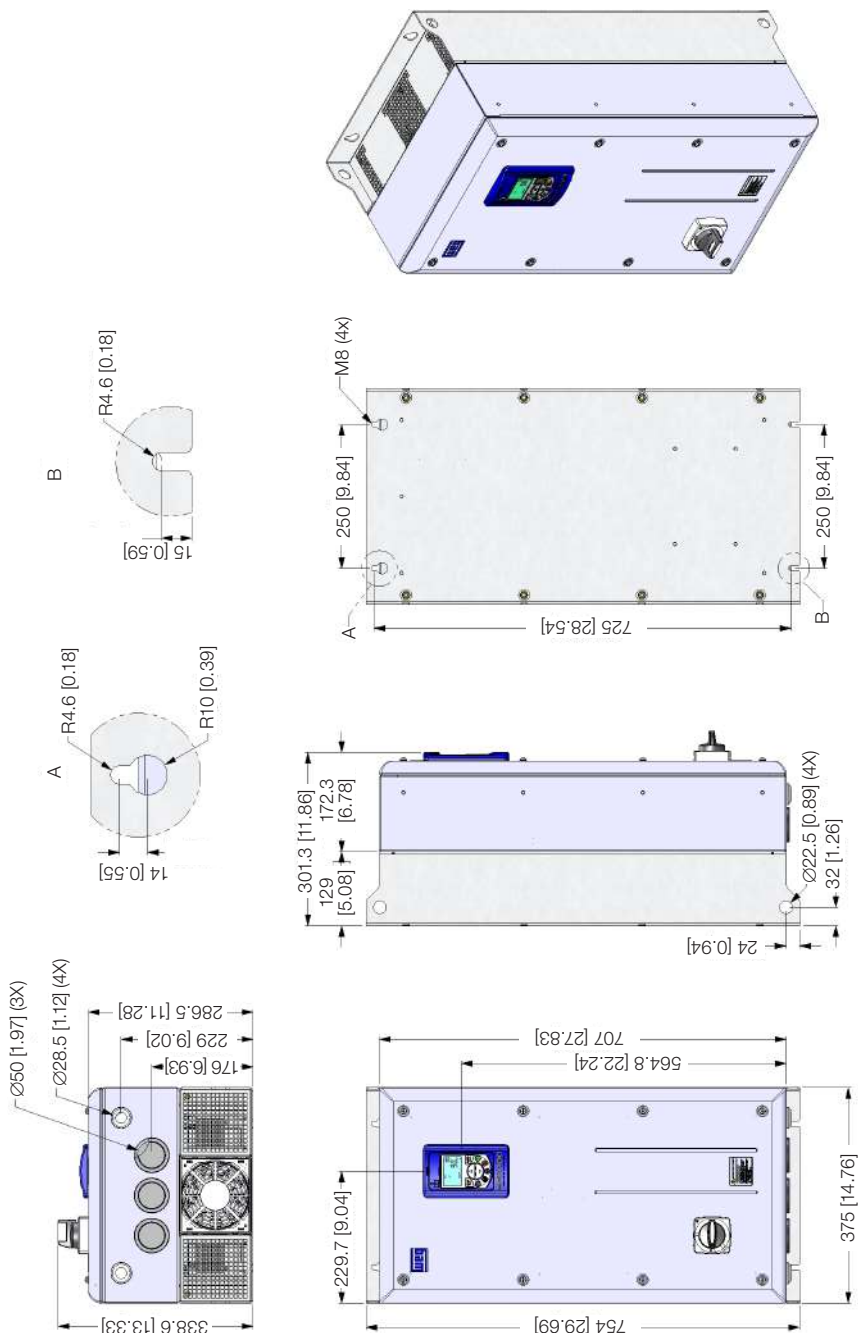 B
R4.6 [0.18]
15 [0.59]
M8 (4x)
250 [9.84]
250 [9.84]
725 [28.54]
A
B
A
R4.6 [0.18]
R10 [0.39]
14 [0.55]
301.3 [11.86]
172.3
[6.78]
129
[5.08]
Ø22.5 [0.89] (4X)
32 [1.26]
24 [0.94]
Ø50 [1.97] (3X)
Ø28.5 [1.12] (4X)
286.5 [11.28]
229 [9.02]
176 [6.93]
338.6 [13.33]
707 [27.83]
564.8 [22.24]
229.7 [9.04]
375 [14.76]
754 [29.69]